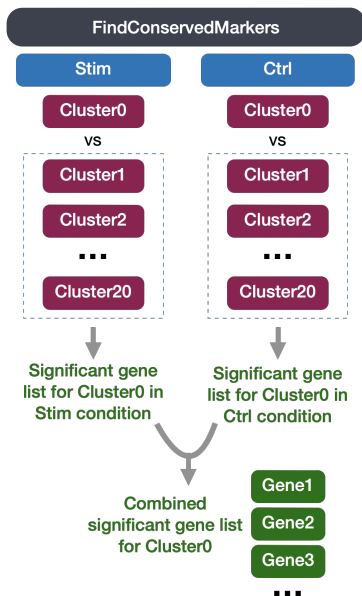 FindConservedMarkers
Stim
Ctrl
Cluster0
Cluster0
vs
vs
Cluster1
Cluster1
Cluster2
Cluster2
...
...
Cluster20
Cluster20
Significant gene
list for Cluster0 in
Stim condition
Significant gene
list for Cluster0 in
Ctrl condition
Combined
significant gene list
for Cluster0
Gene1
Gene2
Gene3
...